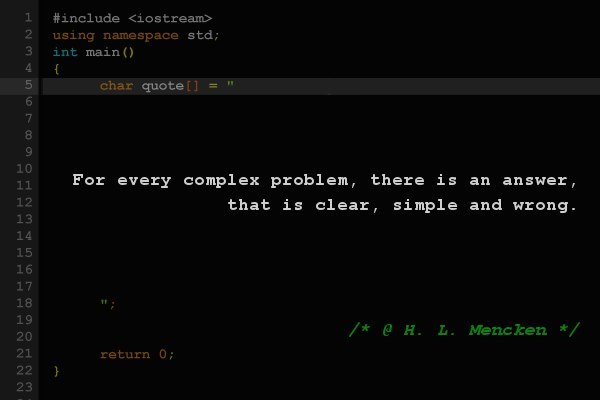 1 #include <iostream>
2 using namespace std;
3 int main()
4 {
5 char quote[] = "
6
7
8
9
10 For every complex problem, there is an answer,
11
12 that is clear, simple and wrong.
13
14
15
16
17
18 ";
19 /* @ H. L. Mencken */
20
21 return 0;
22 }
23